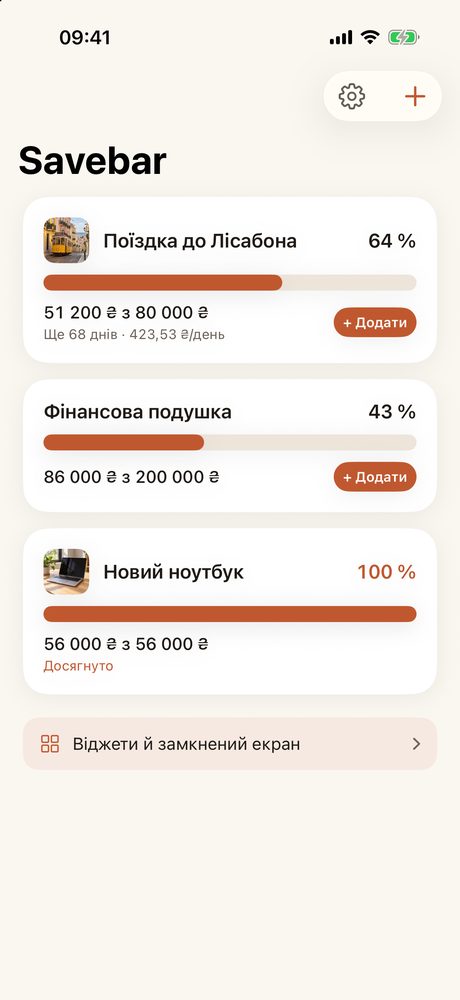 09:41
Savebar
Поїздка до Лісабона 64 %
51 200 ₴ з 80 000 ₴
Ще 68 днів · 423,53 ₴/день
+ Додати
Фінансова подушка 43 %
86 000 ₴ з 200 000 ₴
+ Додати
Новий ноутбук 100 %
56 000 ₴ з 56 000 ₴
Досягнуто
Віджети й замкнений екран